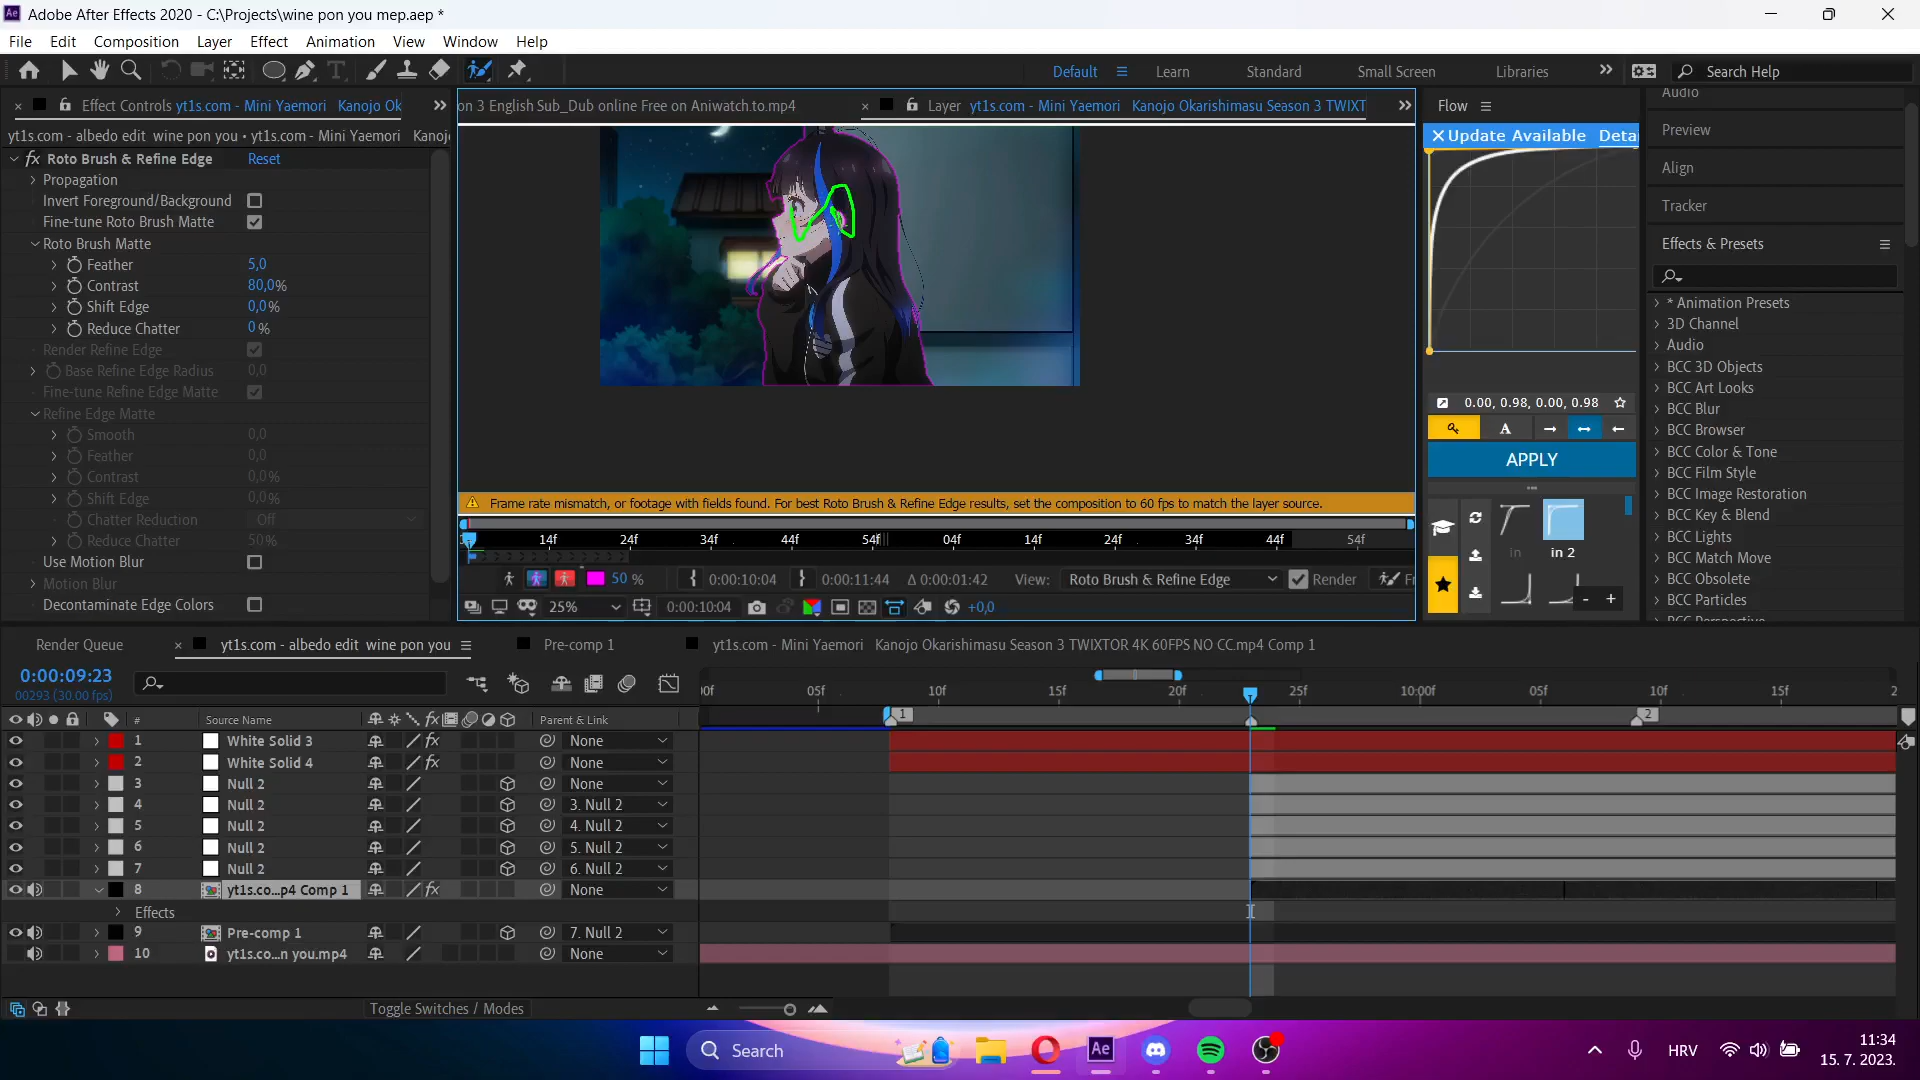 Adobe After Effects 2020 - C:\Projects\wine pon you mep.aep *
File Edit Composition Layer Effect Animation View Window Help
Default Learn Standard Small Screen Libraries Search Help
Effect Controls yt1s.com - Mini Yaemori Kanojo Ok
on 3 English Sub_Dub online Free on Aniwatch.to.mp4
Layer yt1s.com - Mini Yaemori Kanojo Okarishimasu Season 3 TWIXT
yt1s.com - albedo edit wine pon you • yt1s.com - Mini Yaemori Kanoj
fx Roto Brush & Refine Edge Reset
Propagation
Invert Foreground/Background
Fine-tune Roto Brush Matte
Roto Brush Matte
Feather 5,0
Contrast 80,0%
Shift Edge 0,0%
Reduce Chatter 0 %
Render Refine Edge
Base Refine Edge Radius 0,0
Fine-tune Refine Edge Matte
Refine Edge Matte
Smooth 0,0
Feather 0,0
Contrast 0,0%
Shift Edge 0,0%
Chatter Reduction Off
Reduce Chatter 50%
Use Motion Blur
Motion Blur
Decontaminate Edge Colors
Frame rate mismatch, or footage with fields found. For best Roto Brush & Refine Edge results, set the composition to 60 fps to match the layer source.
14f 24f 34f 44f 54f 04f 14f 24f 34f 44f 54f
50 % 0:00:10:04 0:00:11:44 Δ 0:00:01:42 View: Roto Brush & Refine Edge Render Fr
25% 0:00:10:04 +0,0
Flow
Update Available Detai
0.00, 0.98, 0.00, 0.98
A
APPLY
In in 2
- +
Audio
Preview
Align
Tracker
Effects & Presets
* Animation Presets
3D Channel
Audio
BCC 3D Objects
BCC Art Looks
BCC Blur
BCC Browser
BCC Color & Tone
BCC Film Style
BCC Image Restoration
BCC Key & Blend
BCC Lights
BCC Match Move
BCC Obsolete
BCC Particles
BCC Perspective
Render Queue yt1s.com - albedo edit wine pon you Pre-comp 1 yt1s.com - Mini Yaemori Kanojo Okarishimasu Season 3 TWIXTOR 4K 60FPS NO CC.mp4 Comp 1
0:00:09:23
00293 (30.00 fps)
00f 05f 10f 15f 20f 25f 10:00f 05f 10f 15f 2
1 2
# Source Name fx Parent & Link
1 White Solid 3 fx None
2 White Solid 4 fx None
3 Null 2 None
4 Null 2 3. Null 2
5 Null 2 4. Null 2
6 Null 2 5. Null 2
7 Null 2 6. Null 2
8 yt1s.co...p4 Comp 1 fx None
Effects
9 Pre-comp 1 7. Null 2
10 yt1s.co...n you.mp4 None
Toggle Switches / Modes
Search
Ae
HRV
11:34
15. 7. 2023.